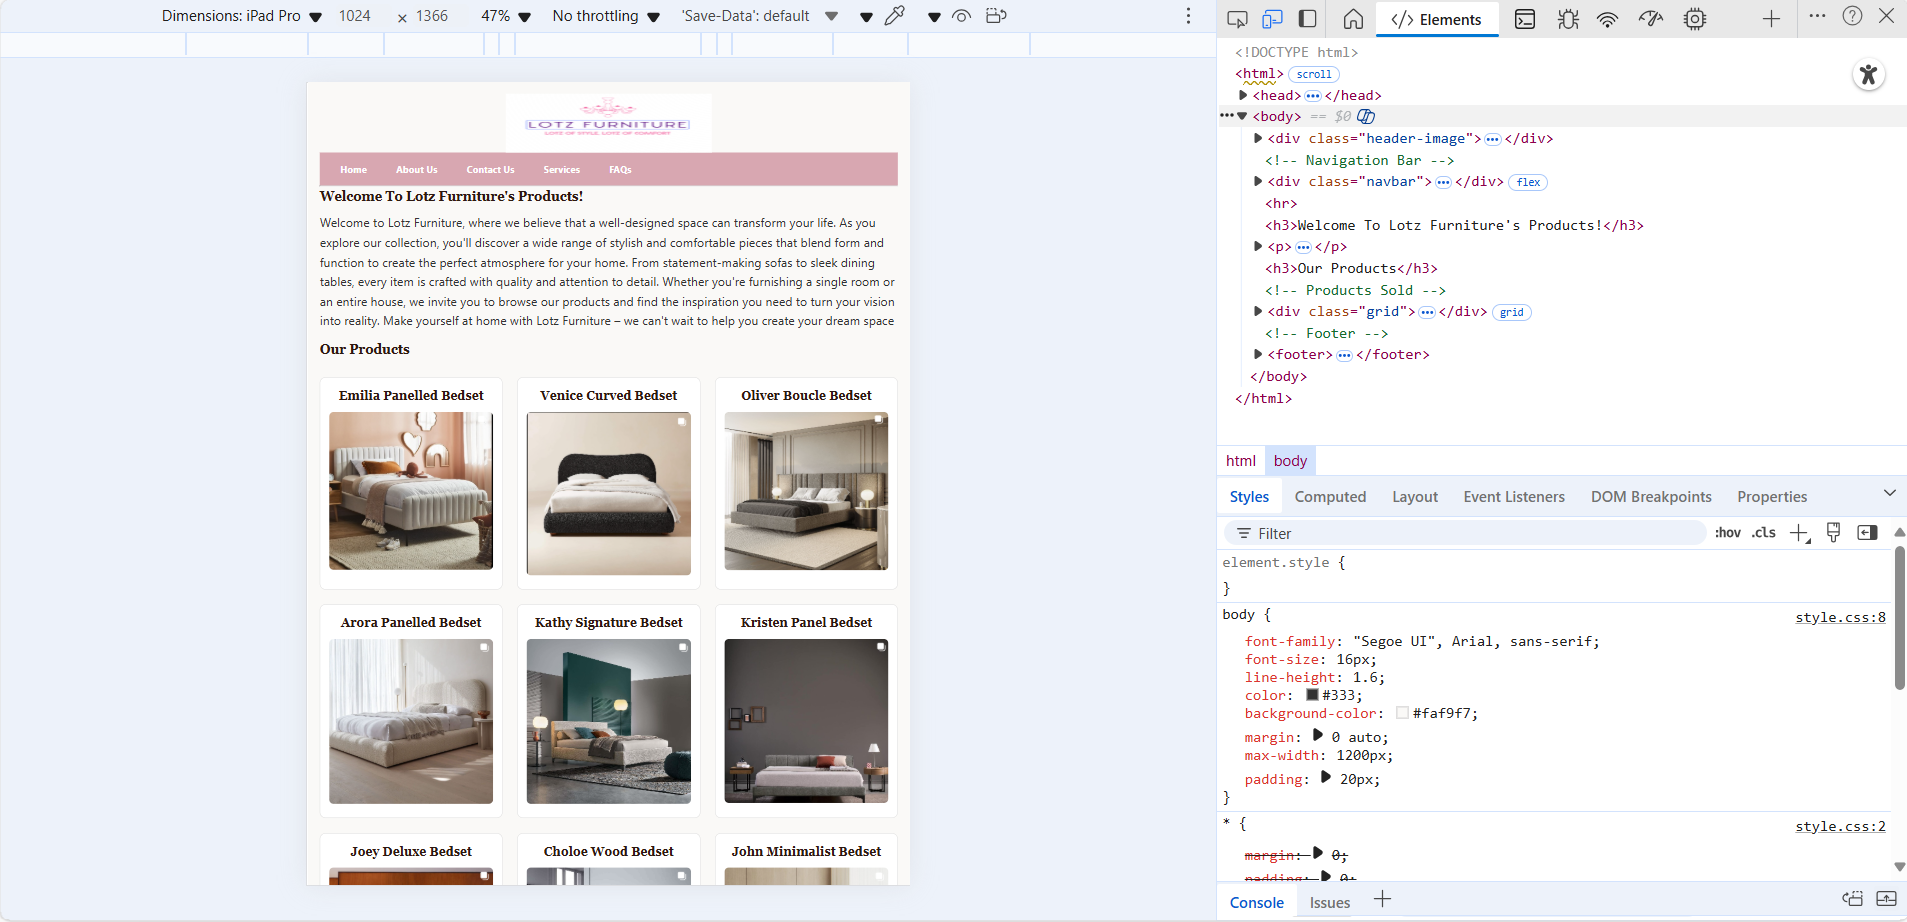 Dimensions: iPad Pro 1024 × 1366 47% No throttling 'Save-Data': default
LOTZ FURNITURE
LOTZ OF STYLE, LOTZ OF COMFORT
Home About Us Contact Us Services FAQs
Welcome To Lotz Furniture's Products!
Welcome to Lotz Furniture, where we believe that a well-designed space can transform your life. As you
explore our collection, you'll discover a wide range of stylish and comfortable pieces that blend form and
function to create the perfect atmosphere for your home. From statement-making sofas to sleek dining
tables, every item is crafted with quality and attention to detail. Whether you're furnishing a single room or
an entire house, we invite you to browse our products and find the inspiration you need to turn your vision
into reality. Make yourself at home with Lotz Furniture – we can't wait to help you create your dream space
Our Products
Emilia Panelled Bedset Venice Curved Bedset Oliver Boucle Bedset
Arora Panelled Bedset Kathy Signature Bedset Kristen Panel Bedset
Joey Deluxe Bedset Choloe Wood Bedset John Minimalist Bedset
</> Elements
<!DOCTYPE html>
<html> scroll
<head> ••• </head>
••• <body> == $0
<div class="header-image"> ••• </div>
<!-- Navigation Bar -->
<div class="navbar"> ••• </div> flex
<hr>
<h3>Welcome To Lotz Furniture's Products!</h3>
<p> ••• </p>
<h3>Our Products</h3>
<!-- Products Sold -->
<div class="grid"> ••• </div> grid
<!-- Footer -->
<footer> ••• </footer>
</body>
</html>
html body
Styles Computed Layout Event Listeners DOM Breakpoints Properties
Filter :hov .cls
element.style {
}
body { style.css:8
font-family: "Segoe UI", Arial, sans-serif;
font-size: 16px;
line-height: 1.6;
color: #333;
background-color: #faf9f7;
margin: 0 auto;
max-width: 1200px;
padding: 20px;
}
* { style.css:2
margin: 0;
padding: 0;
Console Issues